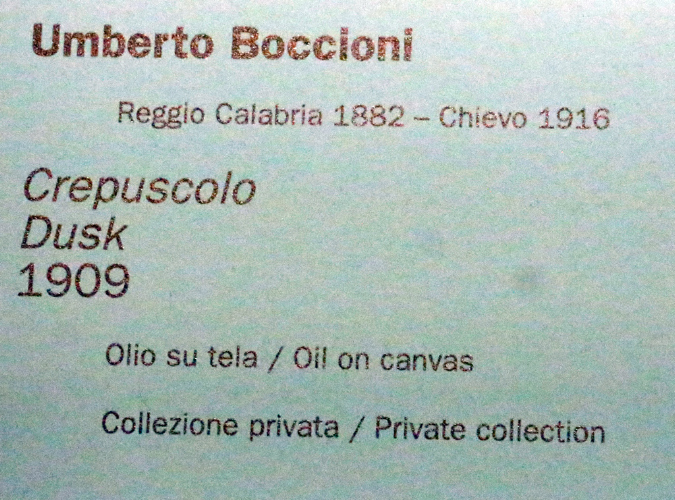 Umberto Boccioni
Reggio Calabria 1882 – Chievo 1916
Crepuscolo
Dusk
1909
Olio su tela / Oil on canvas
Collezione privata / Private collection